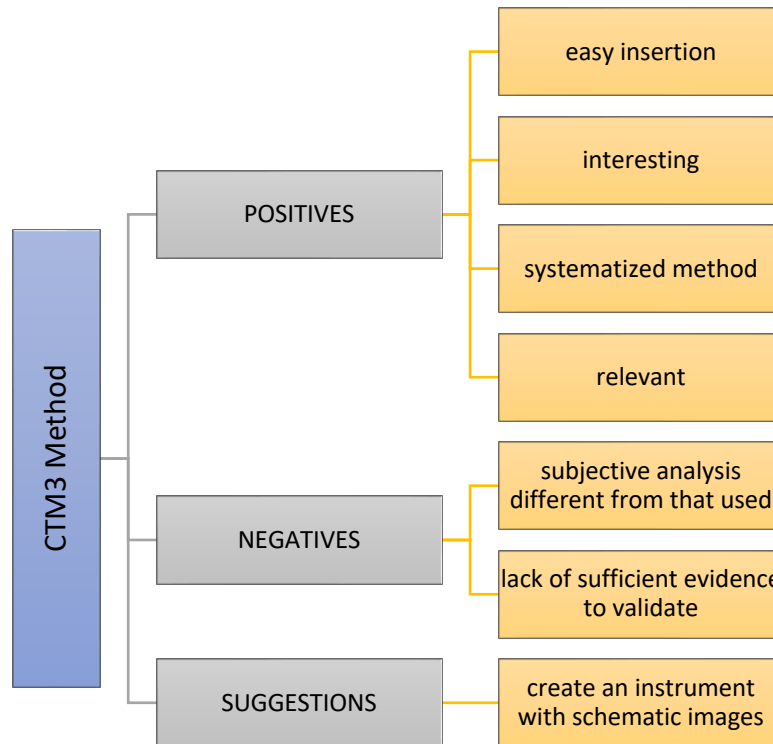 CTM3 Method
POSITIVES
easy insertion
interesting
systematized method
relevant
NEGATIVES
subjective analysis
different from that used
lack of sufficient evidence
to validate
SUGGESTIONS
create an instrument
with schematic images